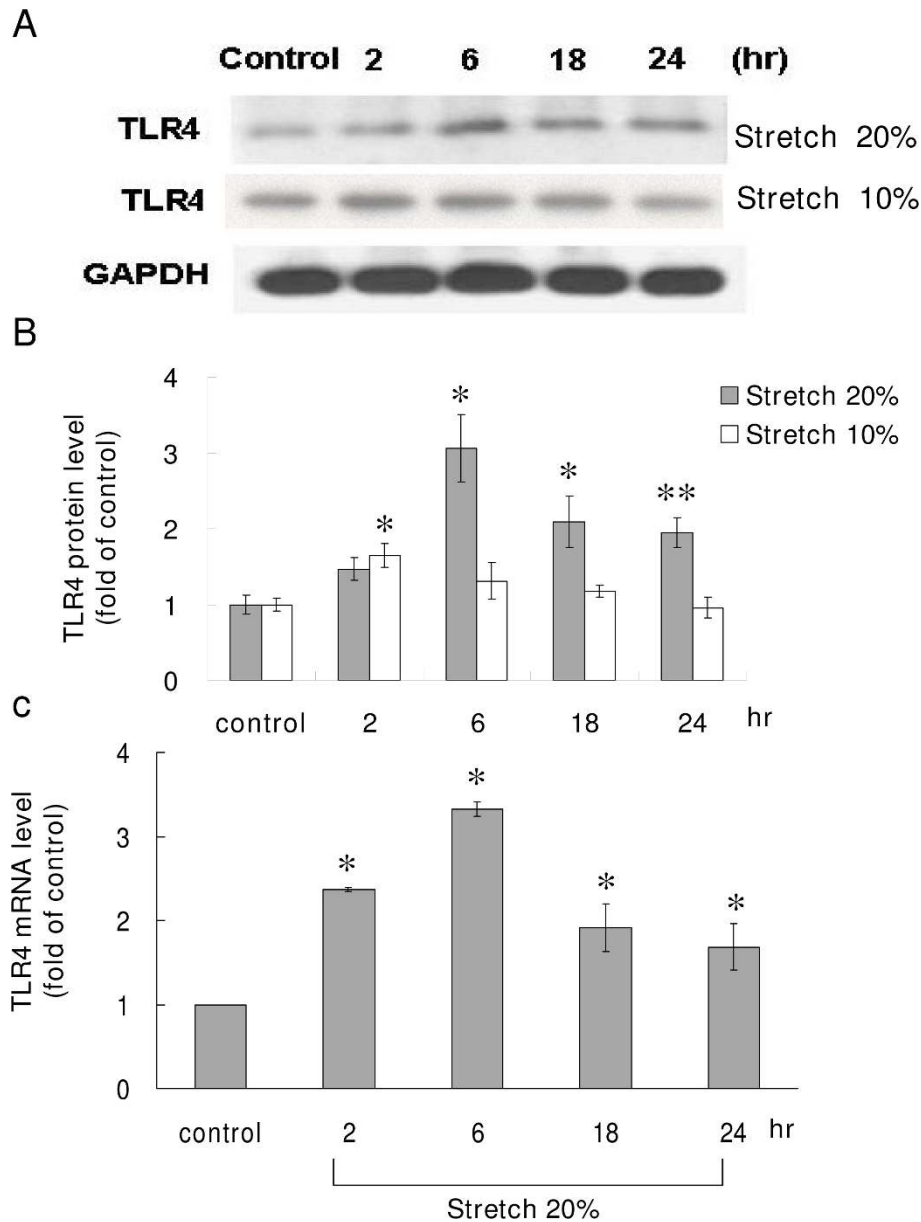 A
Control 2 6 18 24 (hr)
TLR4 Stretch 20%
TLR4 Stretch 10%
GAPDH
B
TLR4 protein level
(fold of control)
4
3
2
1
0
* * * **
Stretch 20%
Stretch 10%
control 2 6 18 24 hr
c
TLR4 mRNA level
(fold of control)
4
3
2
1
0
* * * *
control 2 6 18 24 hr
Stretch 20%